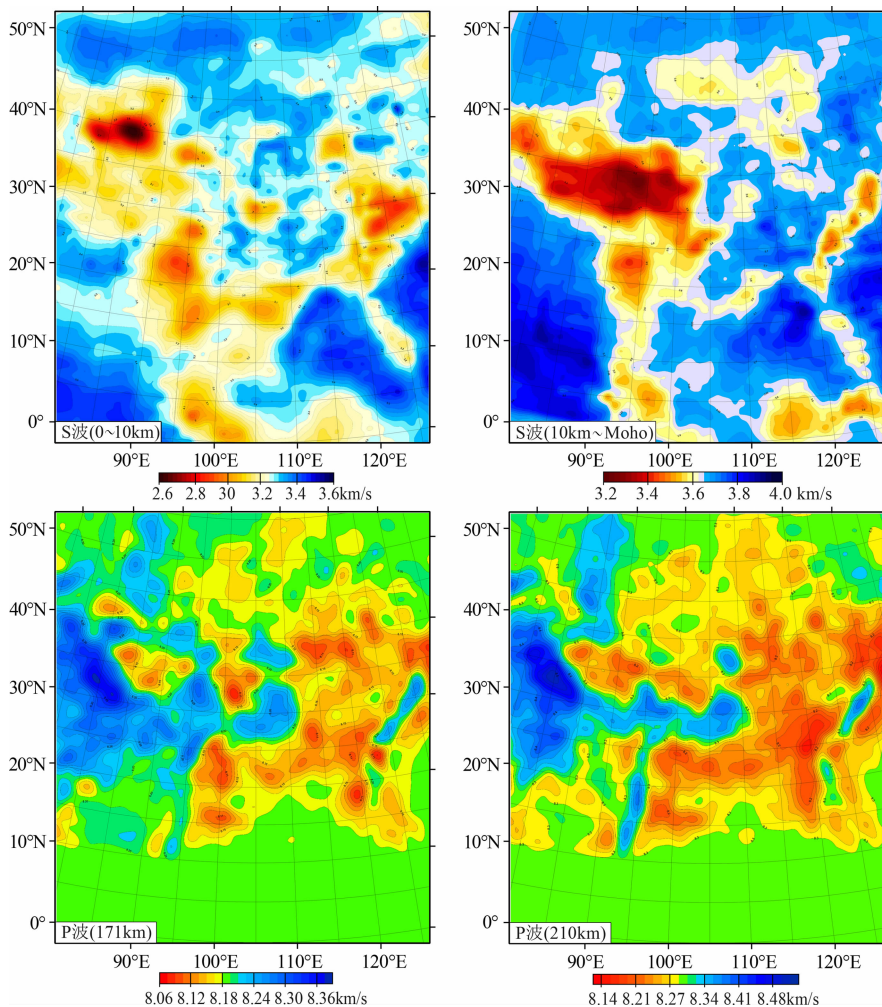 50°N
40°N
30°N
20°N
10°N
0°
S波(0~10km)
90°E 100°E 110°E 120°E
2.6 2.8 30 3.2 3.4 3.6km/s
50°N
40°N
30°N
20°N
10°N
0°
S波(10km~Moho)
90°E 100°E 110°E 120°E
3.2 3.4 3.6 3.8 4.0 km/s
50°N
40°N
30°N
20°N
10°N
0°
P波(171km)
90°E 100°E 110°E 120°E
8.06 8.12 8.18 8.24 8.30 8.36km/s
50°N
40°N
30°N
20°N
10°N
0°
P波(210km)
90°E 100°E 110°E 120°E
8.14 8.21 8.27 8.34 8.41 8.48km/s